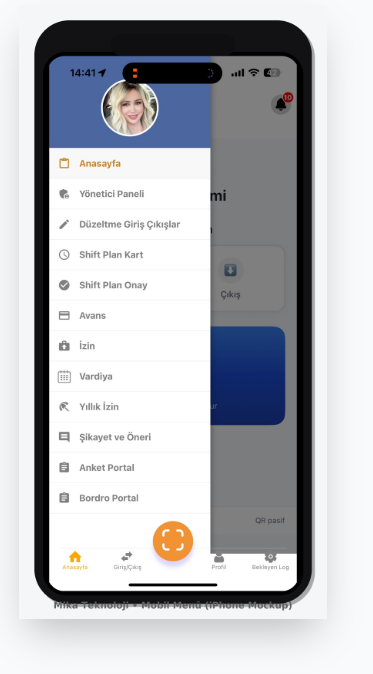 14:41
10
Anasayfa
Yönetici Paneli
mi
Düzeltme Giriş Çıkışlar
Shift Plan Kart
Shift Plan Onay
Çıkış
Avans
İzin
Vardiya
Yıllık İzin
ur
Şikayet ve Öneri
Anket Portal
Bordro Portal
QR pasif
Anasayfa
Giriş/Çıkış
Profil
Bekleyen Log
Mika Teknoloji • Mobil Menü (iPhone Mockup)